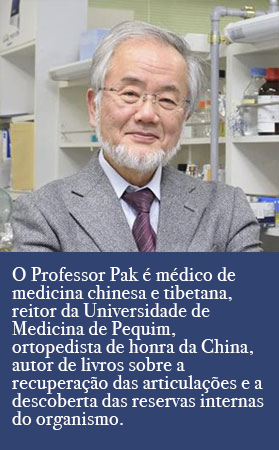 O Professor Pak é médico de
medicina chinesa e tibetana,
reitor da Universidade de
Medicina de Pequim,
ortopedista de honra da China,
autor de livros sobre a
recuperação das articulações e a
descoberta das reservas internas
do organismo.